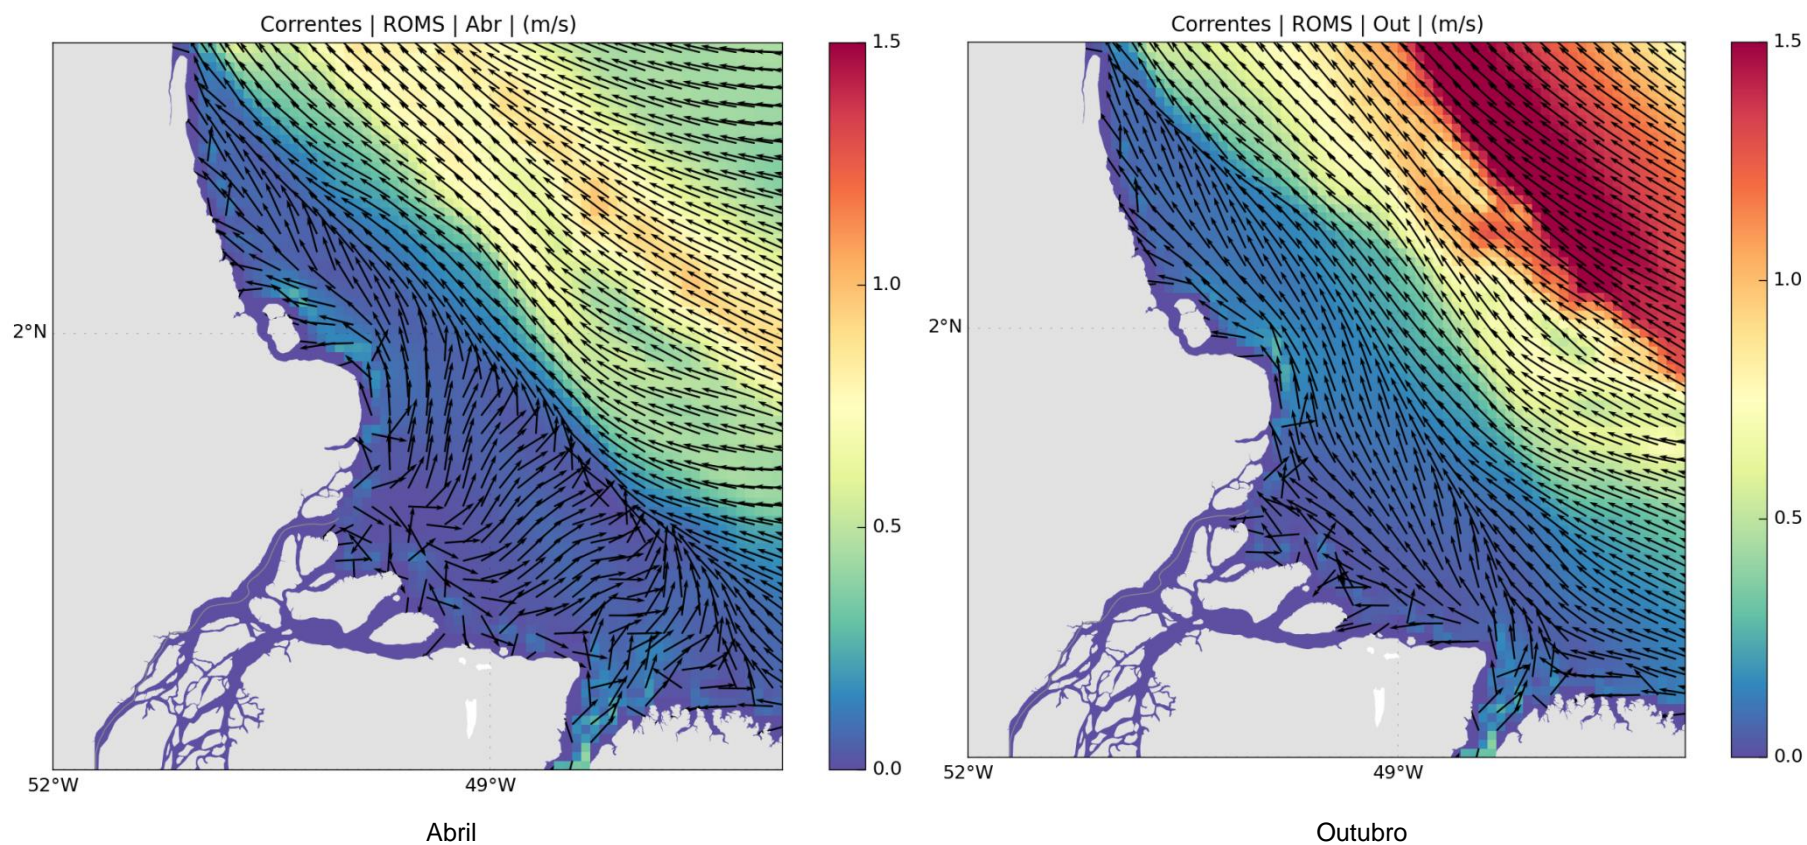 Correntes | ROMS | Abr | (m/s)
1.5
1.0
0.5
0.0
2°N
52°W
49°W
Abril
Correntes | ROMS | Out | (m/s)
1.5
1.0
0.5
0.0
2°N
52°W
49°W
Outubro